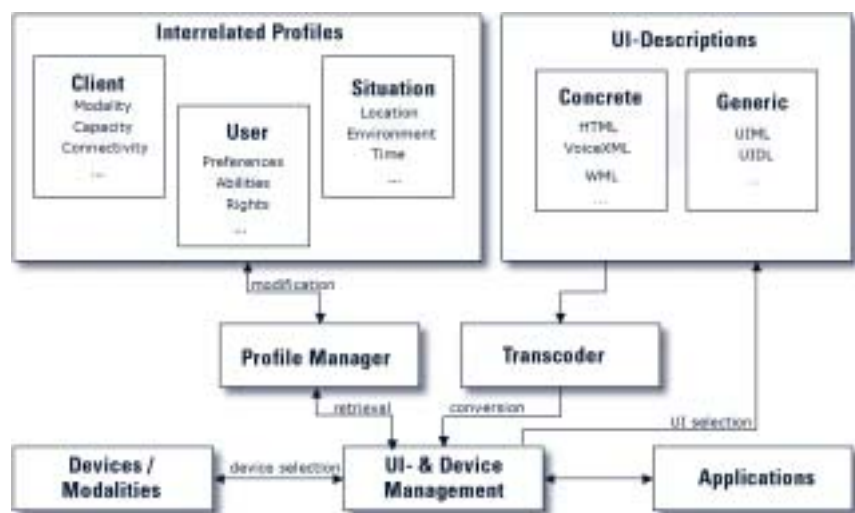 Interrelated Profiles
Client
Modality
Capacity
Connectivity
...
User
Preferences
Abilities
Rights
...
Situation
Location
Environment
Time
...
UI-Descriptions
Concrete
HTML
VoiceXML
WML
...
Generic
UIML
UIDL
...
modification
Profile Manager
Transcoder
retrieval
conversion
UI selection
Devices /
Modalities
device selection
UI- & Device
Management
Applications